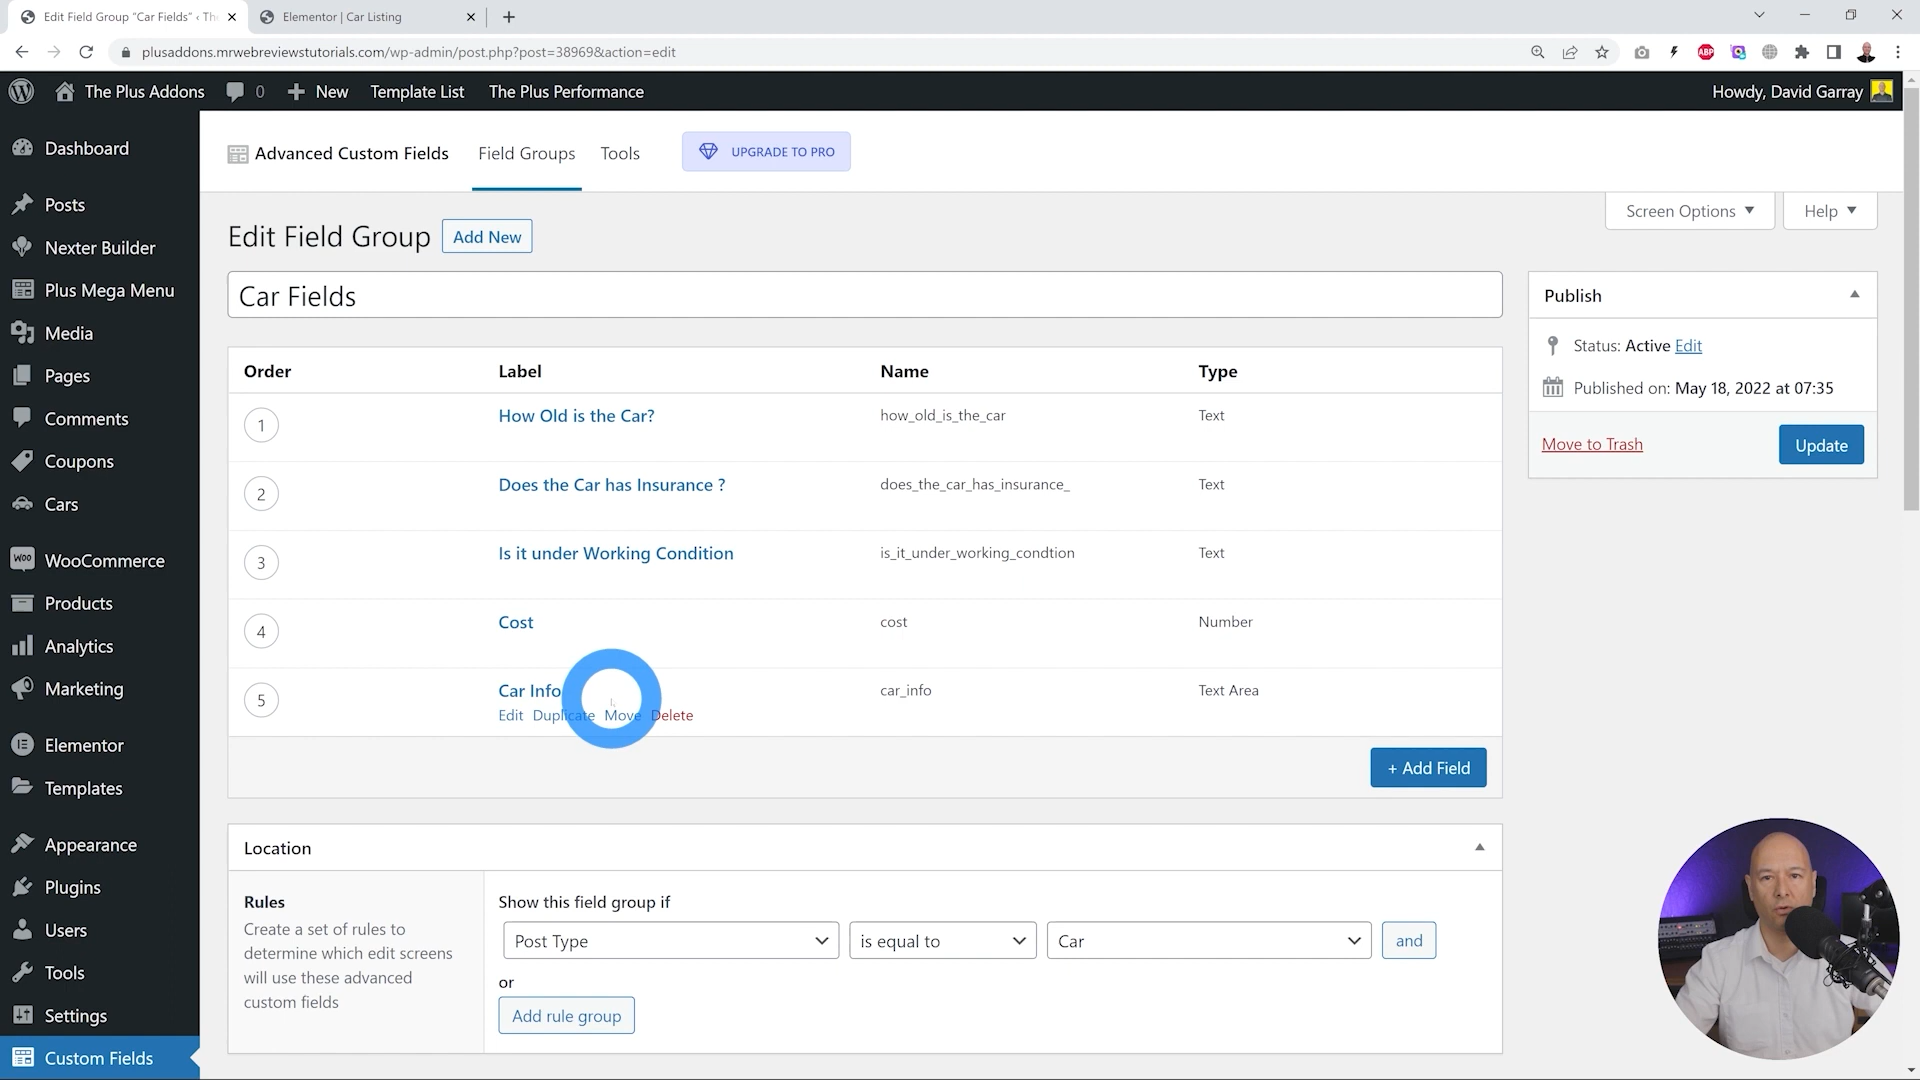 Edit Field Group "Car Fields" ‹ The
Elementor | Car Listing
plusaddons.mrwebreviewstutorials.com/wp-admin/post.php?post=38969&action=edit
ABP
The Plus Addons
0
New
Template List
The Plus Performance
Howdy, David Garray
Dashboard
Posts
Nexter Builder
Plus Mega Menu
Media
Pages
Comments
Coupons
Cars
WooCommerce
Products
Analytics
Marketing
Elementor
Templates
Appearance
Plugins
Users
Tools
Settings
Custom Fields
Advanced Custom Fields
Field Groups
Tools
UPGRADE TO PRO
Screen Options
Help
Edit Field Group
Add New
Car Fields
Order Label Name Type
1 How Old is the Car? how_old_is_the_car Text
2 Does the Car has Insurance ? does_the_car_has_insurance_ Text
3 Is it under Working Condition is_it_under_working_condtion Text
4 Cost cost Number
5 Car Info car_info Text Area
Edit Duplicate Move Delete
+ Add Field
Location
Rules
Create a set of rules to
determine which edit screens
will use these advanced
custom fields
Show this field group if
Post Type
is equal to
Car
and
or
Add rule group
Publish
Status: Active Edit
Published on: May 18, 2022 at 07:35
Move to Trash
Update